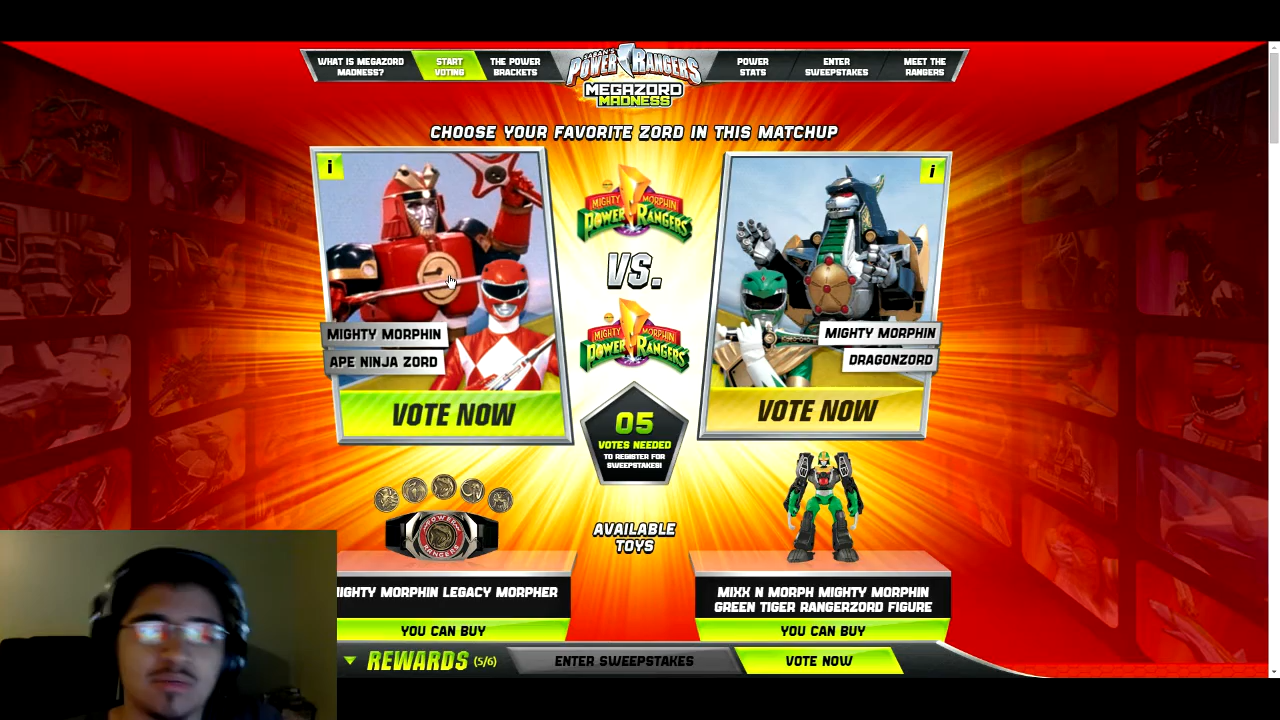 WHAT IS MEGAZORD
MADNESS?
START
VOTING
THE POWER
BRACKETS
SABAN'S
POWER RANGERS
MEGAZORD
MADNESS
POWER
STATS
ENTER
SWEEPSTAKES
MEET THE
RANGERS
CHOOSE YOUR FAVORITE ZORD IN THIS MATCHUP
i
MIGHTY MORPHIN
APE NINJA ZORD
VOTE NOW
MIGHTY MORPHIN
POWER RANGERS
VS.
MIGHTY MORPHIN
POWER RANGERS
i
MIGHTY MORPHIN
DRAGONZORD
VOTE NOW
05
VOTES NEEDED
TO REGISTER FOR
SWEEPSTAKES!
POWER
RANGERS
AVAILABLE
TOYS
IGHTY MORPHIN LEGACY MORPHER
YOU CAN BUY
MIXX N MORPH MIGHTY MORPHIN
GREEN TIGER RANGERZORD FIGURE
YOU CAN BUY
REWARDS (5/6)
ENTER SWEEPSTAKES
VOTE NOW